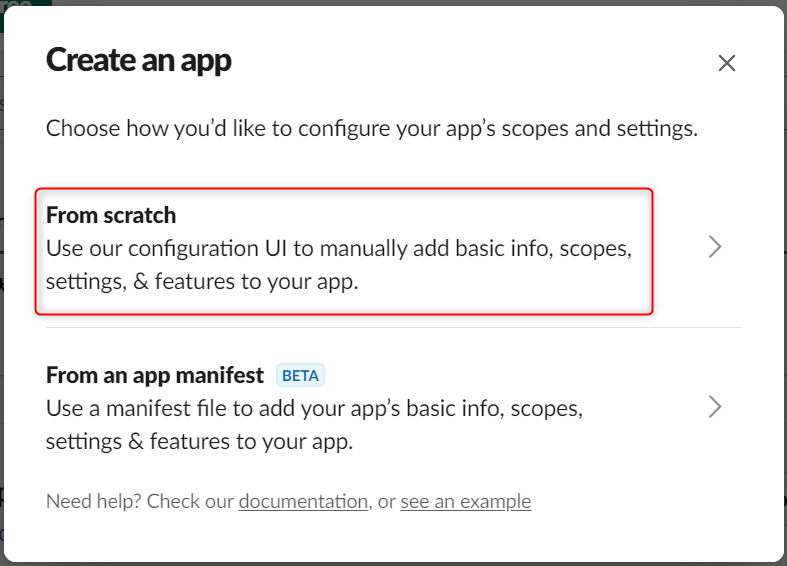 Create an app
Choose how you’d like to configure your app’s scopes and settings.
From scratch
Use our configuration UI to manually add basic info, scopes,
settings, & features to your app.
From an app manifest BETA
Use a manifest file to add your app’s basic info, scopes,
settings & features to your app.
Need help? Check our documentation, or see an example